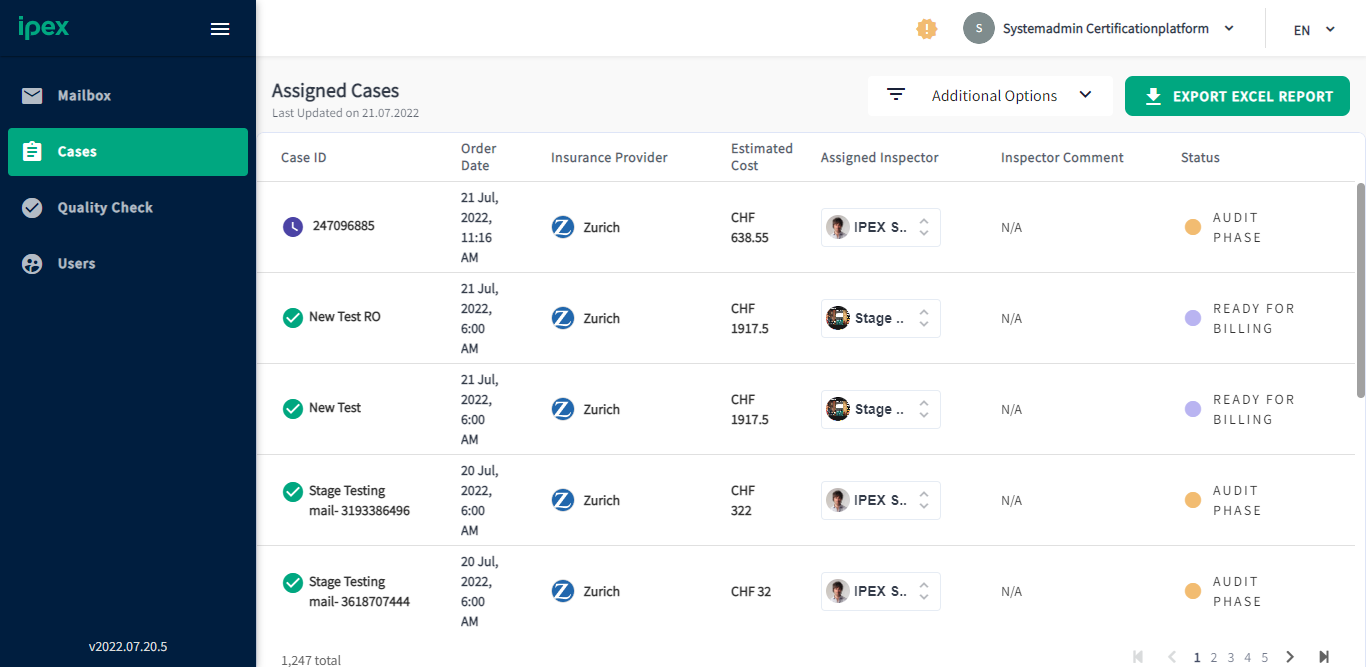 ipex
Mailbox
Cases
Quality Check
Users
v2022.07.20.5
!
S
Systemadmin Certificationplatform
EN
Assigned Cases
Last Updated on 21.07.2022
Additional Options
EXPORT EXCEL REPORT
Case ID
Order
Date
Insurance Provider
Estimated
Cost
Assigned Inspector
Inspector Comment
Status
247096885
21 Jul,
2022,
11:16
AM
Z
Zurich
CHF
638.55
IPEX S..
N/A
AUDIT
PHASE
New Test RO
21 Jul,
2022,
6:00
AM
Z
Zurich
CHF
1917.5
Stage ..
N/A
READY FOR
BILLING
New Test
21 Jul,
2022,
6:00
AM
Z
Zurich
CHF
1917.5
Stage ..
N/A
READY FOR
BILLING
Stage Testing
mail- 3193386496
20 Jul,
2022,
6:00
AM
Z
Zurich
CHF
322
IPEX S..
N/A
AUDIT
PHASE
Stage Testing
mail- 3618707444
20 Jul,
2022,
6:00
AM
Z
Zurich
CHF 32
IPEX S..
N/A
AUDIT
PHASE
1,247 total
1 2 3 4 5